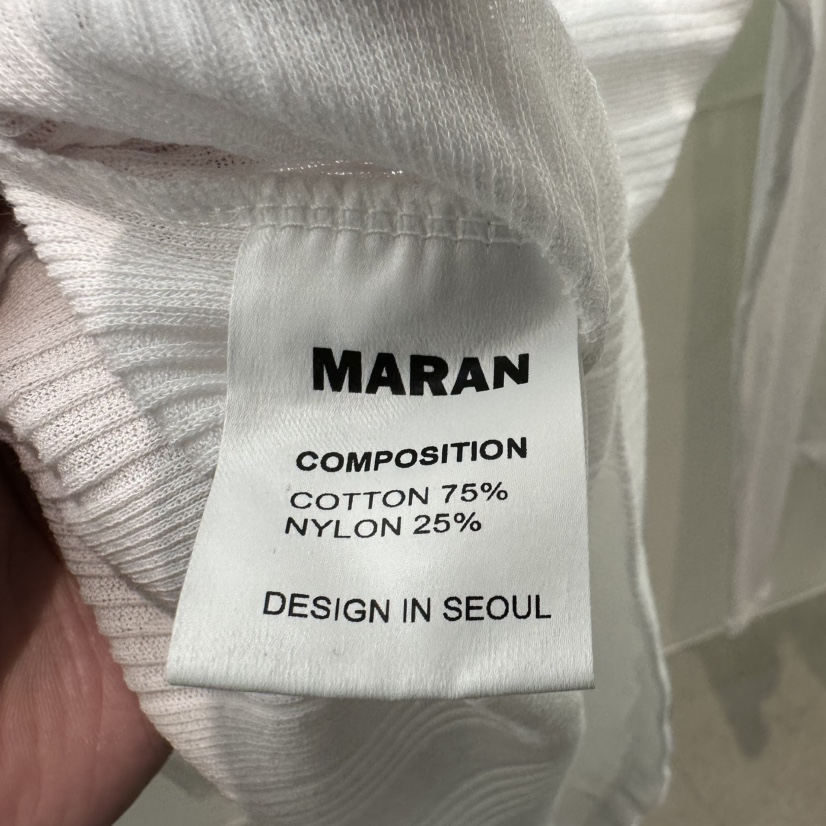 MARAN
COMPOSITION
COTTON 75%
NYLON 25%
DESIGN IN SEOUL